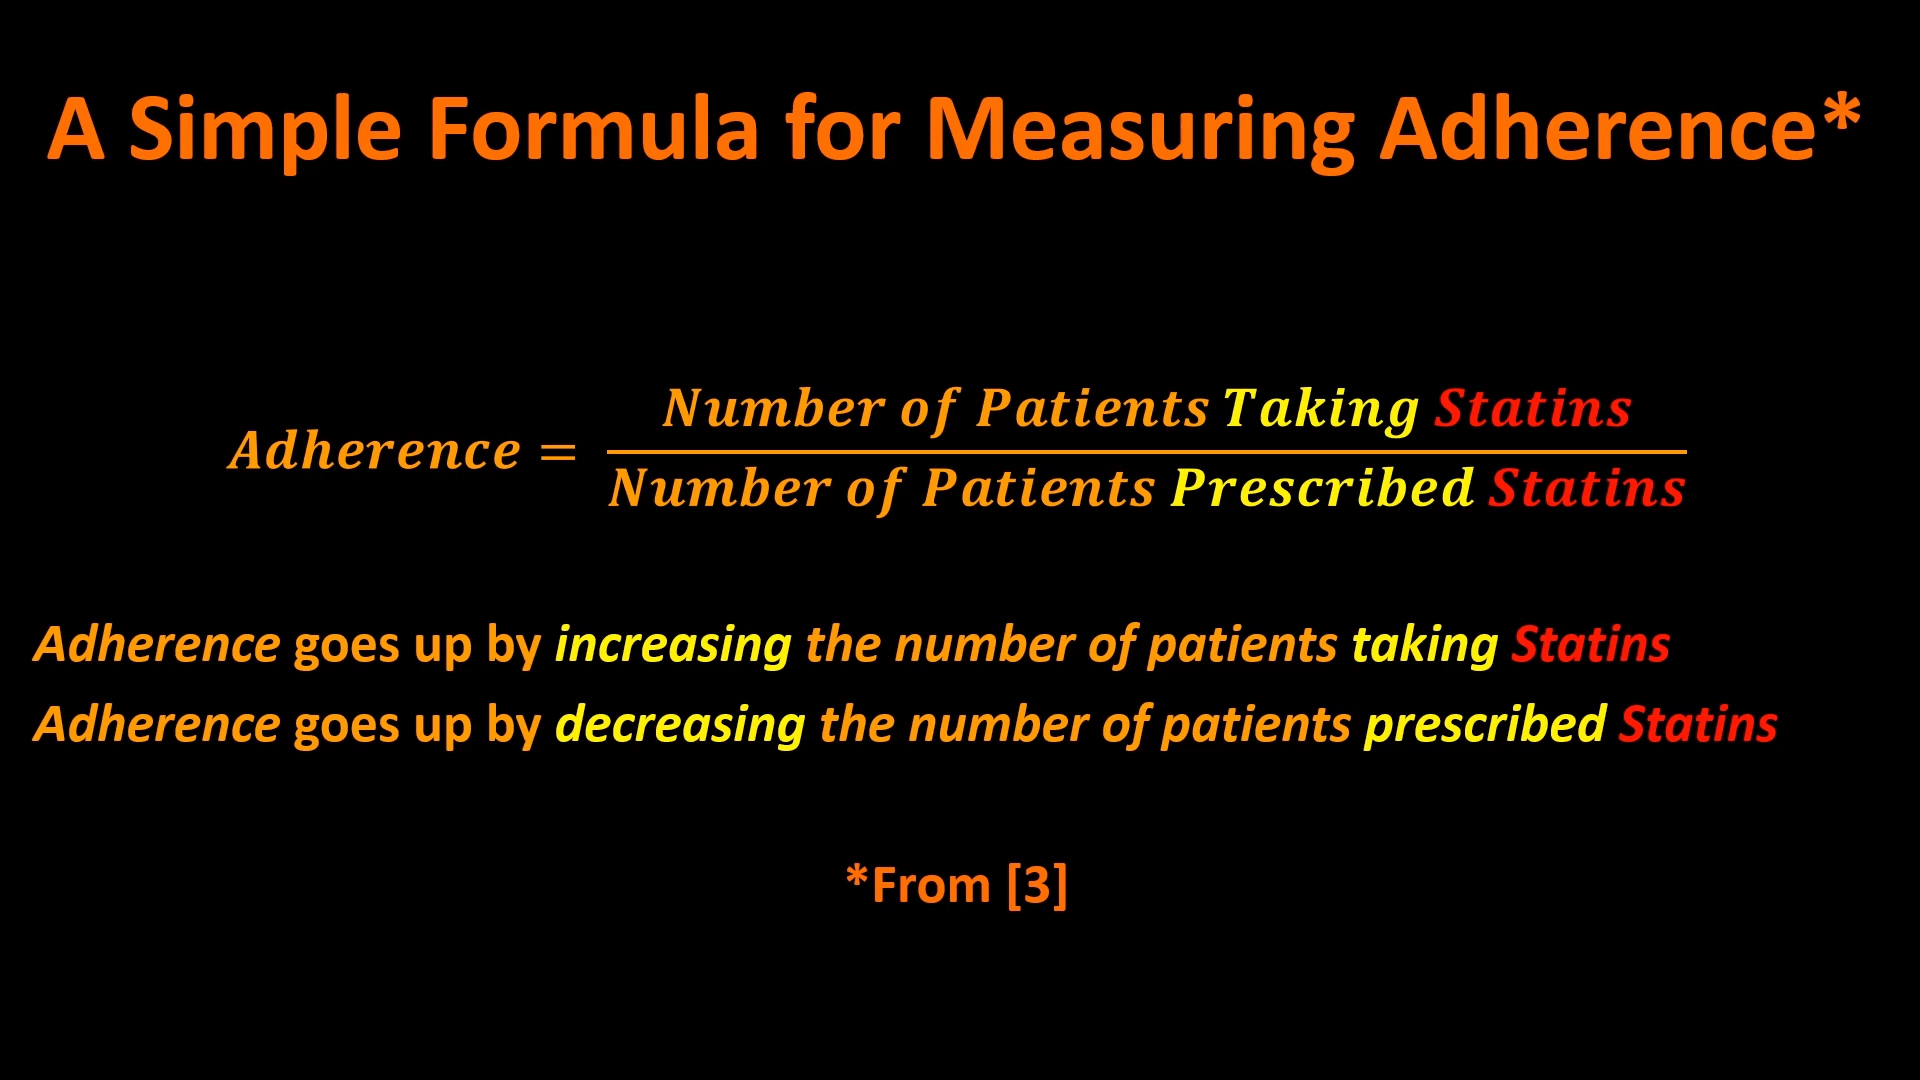 A Simple Formula for Measuring Adherence*
Adherence = Number of Patients Taking Statins
Number of Patients Prescribed Statins
Adherence goes up by increasing the number of patients taking Statins
Adherence goes up by decreasing the number of patients prescribed Statins
*From [3]